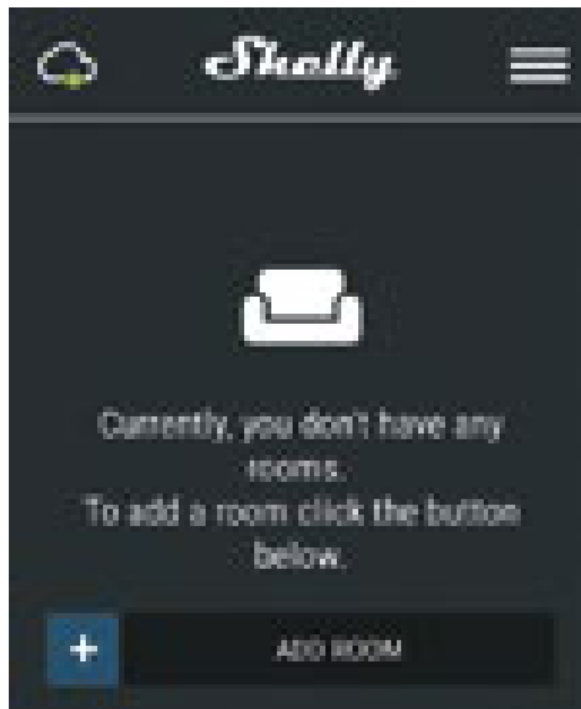 Shelly
Currently, you don't have any
rooms.
To add a room click the button
below.
+ ADD ROOM